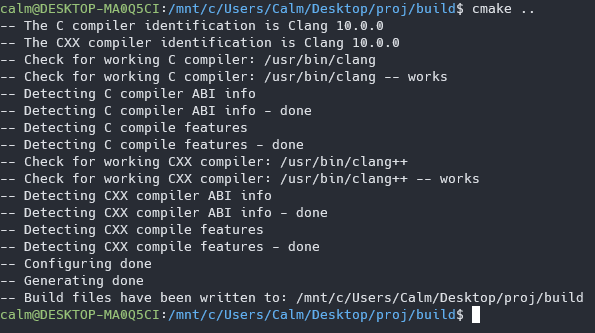 calm@DESKTOP-MA0Q5CI:/mnt/c/Users/Calm/Desktop/proj/build$ cmake ..
-- The C compiler identification is Clang 10.0.0
-- The CXX compiler identification is Clang 10.0.0
-- Check for working C compiler: /usr/bin/clang
-- Check for working C compiler: /usr/bin/clang -- works
-- Detecting C compiler ABI info
-- Detecting C compiler ABI info - done
-- Detecting C compile features
-- Detecting C compile features - done
-- Check for working CXX compiler: /usr/bin/clang++
-- Check for working CXX compiler: /usr/bin/clang++ -- works
-- Detecting CXX compiler ABI info
-- Detecting CXX compiler ABI info - done
-- Detecting CXX compile features
-- Detecting CXX compile features - done
-- Configuring done
-- Generating done
-- Build files have been written to: /mnt/c/Users/Calm/Desktop/proj/build
calm@DESKTOP-MA0Q5CI:/mnt/c/Users/Calm/Desktop/proj/build$